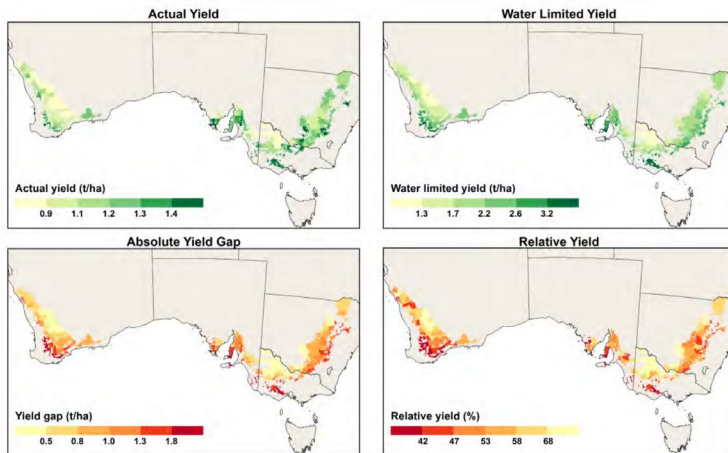 Actual Yield
Water Limited Yield
Actual yield (t/ha)
0.9 1.1 1.2 1.3 1.4
Water limited yield (t/ha)
1.3 1.7 2.2 2.6 3.2
Absolute Yield Gap
Relative Yield
Yield gap (t/ha)
0.5 0.8 1.0 1.3 1.8
Relative yield (%)
42 47 53 58 68